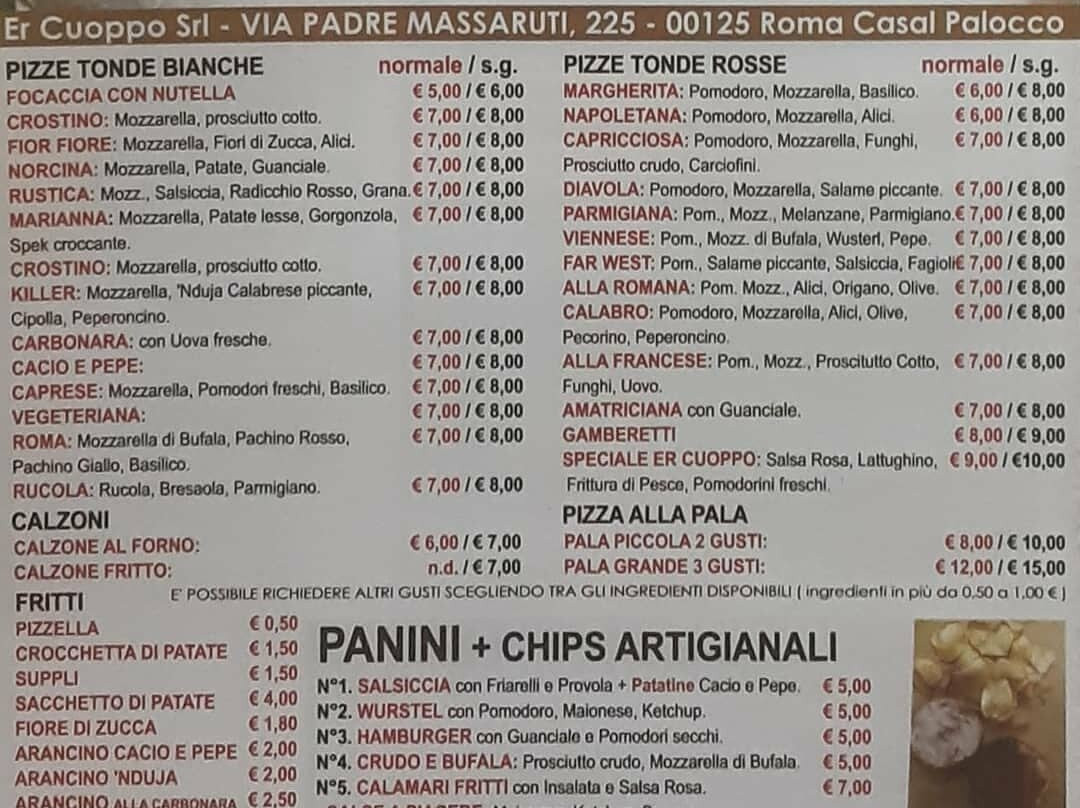 Er Cuoppo Srl - VIA PADRE MASSARUTI, 225 - 00125 Roma Casal Palocco
PIZZE TONDE BIANCHE normale / s.g.
FOCACCIA CON NUTELLA € 5,00 / € 6,00
CROSTINO: Mozzarella, prosciutto cotto. € 7,00 / € 8,00
FIOR FIORE: Mozzarella, Fiori di Zucca, Alici. € 7,00 / € 8,00
NORCINA: Mozzarella, Patate, Guanciale. € 7,00 / € 8,00
RUSTICA: Mozz., Salsiccia, Radicchio Rosso, Grana. € 7,00 / € 8,00
MARIANNA: Mozzarella, Patate lesse, Gorgonzola, € 7,00 / € 8,00
Spek croccante.
CROSTINO: Mozzarella, prosciutto cotto. € 7,00 / € 8,00
KILLER: Mozzarella, 'Nduja Calabrese piccante, € 7,00 / € 8,00
Cipolla, Peperoncino.
CARBONARA: con Uova fresche. € 7,00 / € 8,00
CACIO E PEPE: € 7,00 / € 8,00
CAPRESE: Mozzarella, Pomodori freschi, Basilico. € 7,00 / € 8,00
VEGETERIANA: € 7,00 / € 8,00
ROMA: Mozzarella di Bufala, Pachino Rosso, € 7,00 / € 8,00
Pachino Giallo, Basilico.
RUCOLA: Rucola, Bresaola, Parmigiano. € 7,00 / € 8,00
CALZONI
CALZONE AL FORNO: € 6,00 / € 7,00
CALZONE FRITTO: n.d. / € 7,00
PIZZE TONDE ROSSE normale / s.g.
MARGHERITA: Pomodoro, Mozzarella, Basilico. € 6,00 / € 8,00
NAPOLETANA: Pomodoro, Mozzarella, Alici. € 6,00 / € 8,00
CAPRICCIOSA: Pomodoro, Mozzarella, Funghi, € 7,00 / € 8,00
Prosciutto crudo, Carciofini.
DIAVOLA: Pomodoro, Mozzarella, Salame piccante. € 7,00 / € 8,00
PARMIGIANA: Pom., Mozz., Melanzane, Parmigiano. € 7,00 / € 8,00
VIENNESE: Pom., Mozz. di Bufala, Wusterl, Pepe. € 7,00 / € 8,00
FAR WEST: Pom., Salame piccante, Salsiccia, Fagioli € 7,00 / € 8,00
ALLA ROMANA: Pom. Mozz., Alici, Origano, Olive. € 7,00 / € 8,00
CALABRO: Pomodoro, Mozzarella, Alici, Olive, € 7,00 / € 8,00
Pecorino, Peperoncino.
ALLA FRANCESE: Pom., Mozz., Proscitutto Cotto, € 7,00 / € 8,00
Funghi, Uovo.
AMATRICIANA con Guanciale. € 7,00 / € 8,00
GAMBERETTI € 8,00 / € 9,00
SPECIALE ER CUOPPO: Salsa Rosa, Lattughino, € 9,00 / €10,00
Frittura di Pesce, Pomodorini freschi.
PIZZA ALLA PALA
PALA PICCOLA 2 GUSTI: € 8,00 / € 10,00
PALA GRANDE 3 GUSTI: € 12,00 / € 15,00
E' POSSIBILE RICHIEDERE ALTRI GUSTI SCEGLIENDO TRA GLI INGREDIENTI DISPONIBILI ( ingredienti in più da 0,50 a 1,00 € )
FRITTI
PIZZELLA € 0,50
CROCCHETTA DI PATATE € 1,50
SUPPLI € 1,50
SACCHETTO DI PATATE € 4,00
FIORE DI ZUCCA € 1,80
ARANCINO CACIO E PEPE € 2,00
ARANCINO 'NDUJA € 2,00
ARANCINO ALLA CARBONARA € 2,50
PANINI + CHIPS ARTIGIANALI
N°1. SALSICCIA con Friarelli e Provola + Patatine Cacio e Pepe. € 5,00
N°2. WURSTEL con Pomodoro, Maionese, Ketchup. € 5,00
N°3. HAMBURGER con Guanciale e Pomodori secchi. € 5,00
N°4. CRUDO E BUFALA: Prosciutto crudo, Mozzarella di Bufala. € 5,00
N°5. CALAMARI FRITTI con Insalata e Salsa Rosa. € 7,00